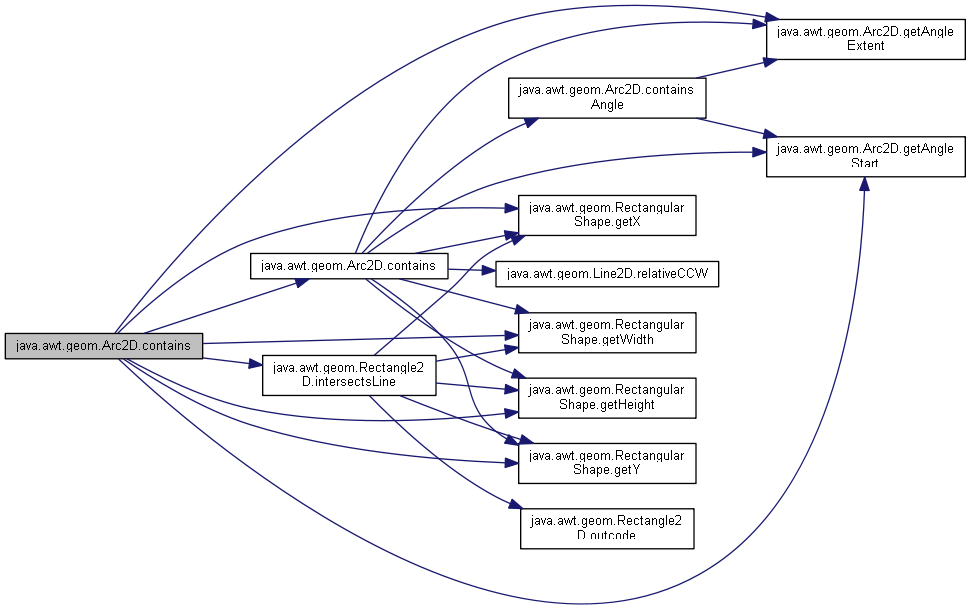 java.awt.geom.Arc2D.getAngle
Extent
java.awt.geom.Arc2D.contains
Angle
java.awt.geom.Arc2D.getAngle
Start
java.awt.geom.Rectangular
Shape.getX
java.awt.geom.Arc2D.contains
java.awt.geom.Line2D.relativeCCW
java.awt.geom.Rectangular
Shape.getWidth
java.awt.geom.Arc2D.contains
java.awt.geom.Rectangle2
D.intersectsLine
java.awt.geom.Rectangular
Shape.getHeight
java.awt.geom.Rectangular
Shape.getY
java.awt.geom.Rectangle2
D.outcode